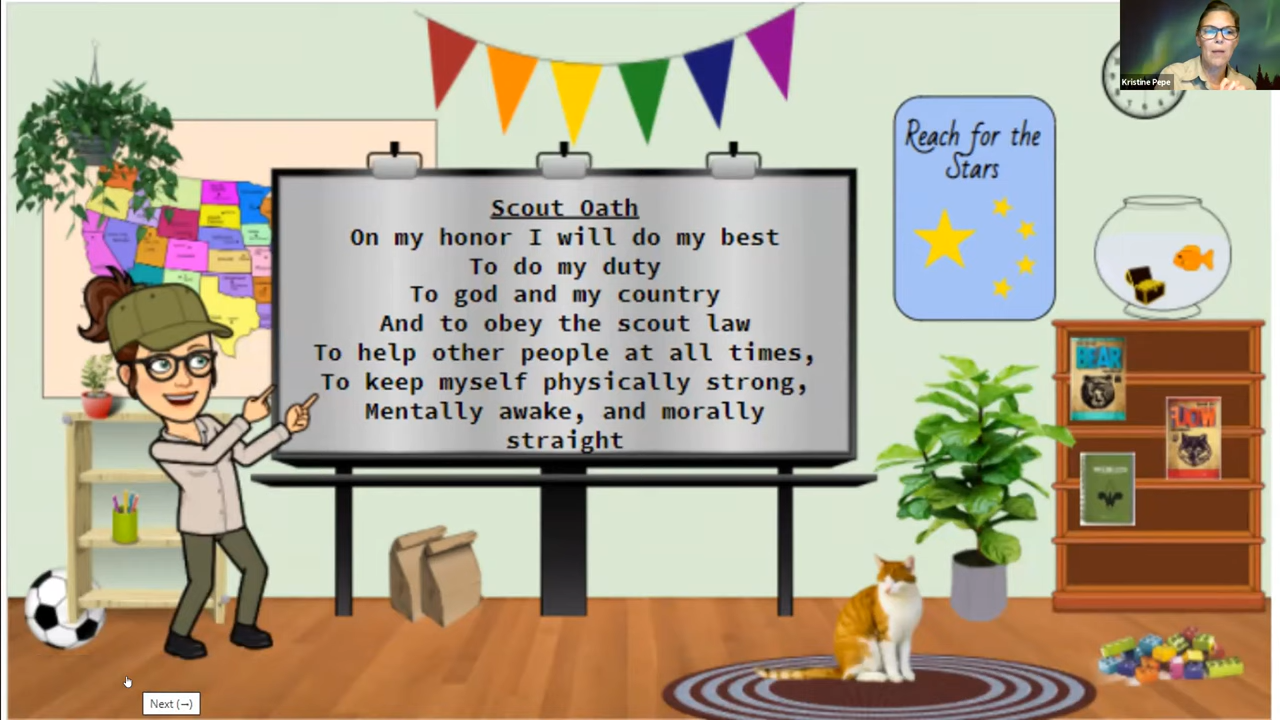 Kristine Pepe
Reach for the
Stars
Scout Oath
On my honor I will do my best
To do my duty
To god and my country
And to obey the scout law
To help other people at all times,
To keep myself physically strong,
Mentally awake, and morally
straight
BEAR
Next (→)